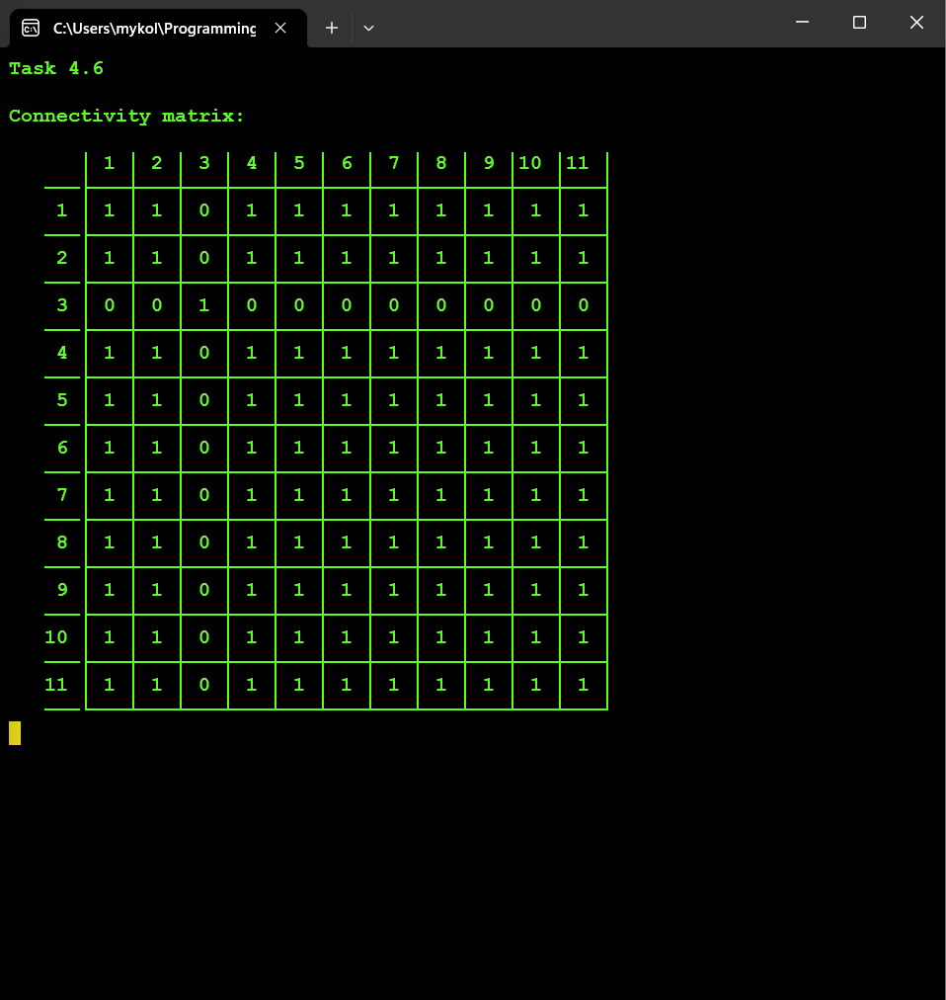 C:\Users\mykol\Programming
Task 4.6
Connectivity matrix:
1 2 3 4 5 6 7 8 9 10 11
1 1 1 0 1 1 1 1 1 1 1 1
2 1 1 0 1 1 1 1 1 1 1 1
3 0 0 1 0 0 0 0 0 0 0 0
4 1 1 0 1 1 1 1 1 1 1 1
5 1 1 0 1 1 1 1 1 1 1 1
6 1 1 0 1 1 1 1 1 1 1 1
7 1 1 0 1 1 1 1 1 1 1 1
8 1 1 0 1 1 1 1 1 1 1 1
9 1 1 0 1 1 1 1 1 1 1 1
10 1 1 0 1 1 1 1 1 1 1 1
11 1 1 0 1 1 1 1 1 1 1 1